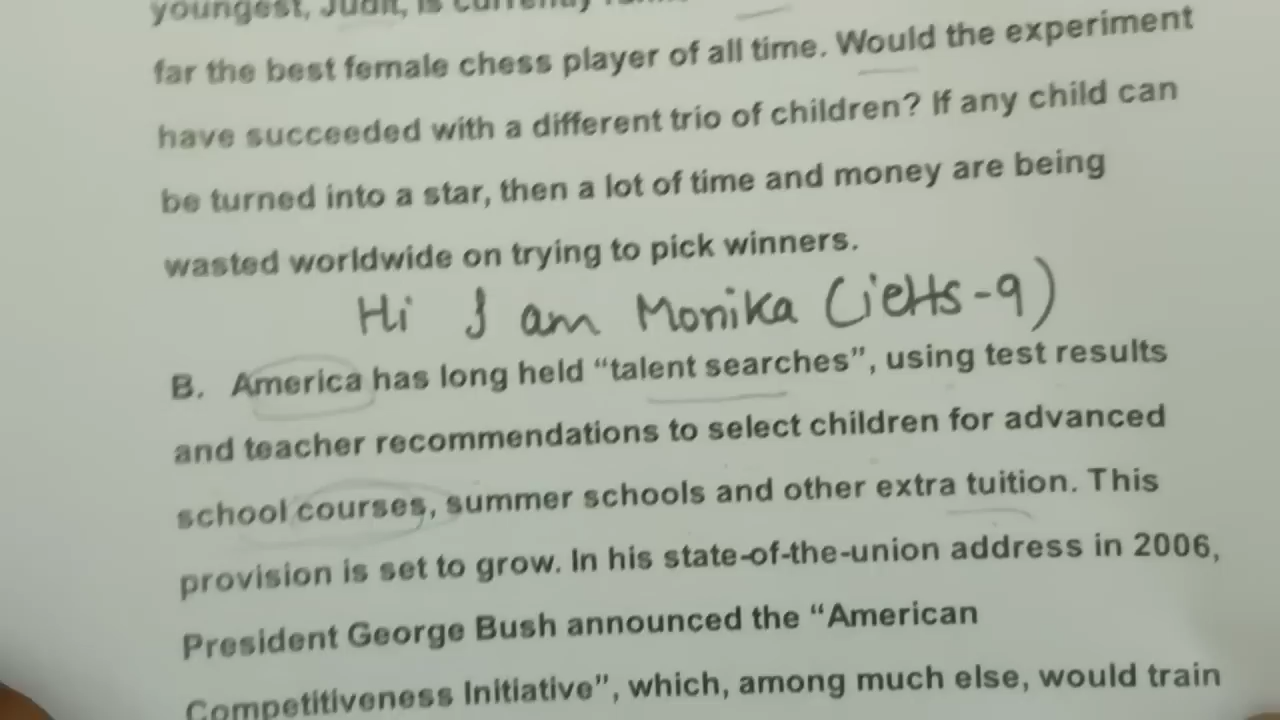 youngest, Judit, is currently
far the best female chess player of all time. Would the experiment
have succeeded with a different trio of children? If any child can
be turned into a star, then a lot of time and money are being
wasted worldwide on trying to pick winners.
Hi I am Monika (ielts-9)
B. America has long held “talent searches”, using test results
and teacher recommendations to select children for advanced
school courses, summer schools and other extra tuition. This
provision is set to grow. In his state-of-the-union address in 2006,
President George Bush announced the “American
Competitiveness Initiative”, which, among much else, would train